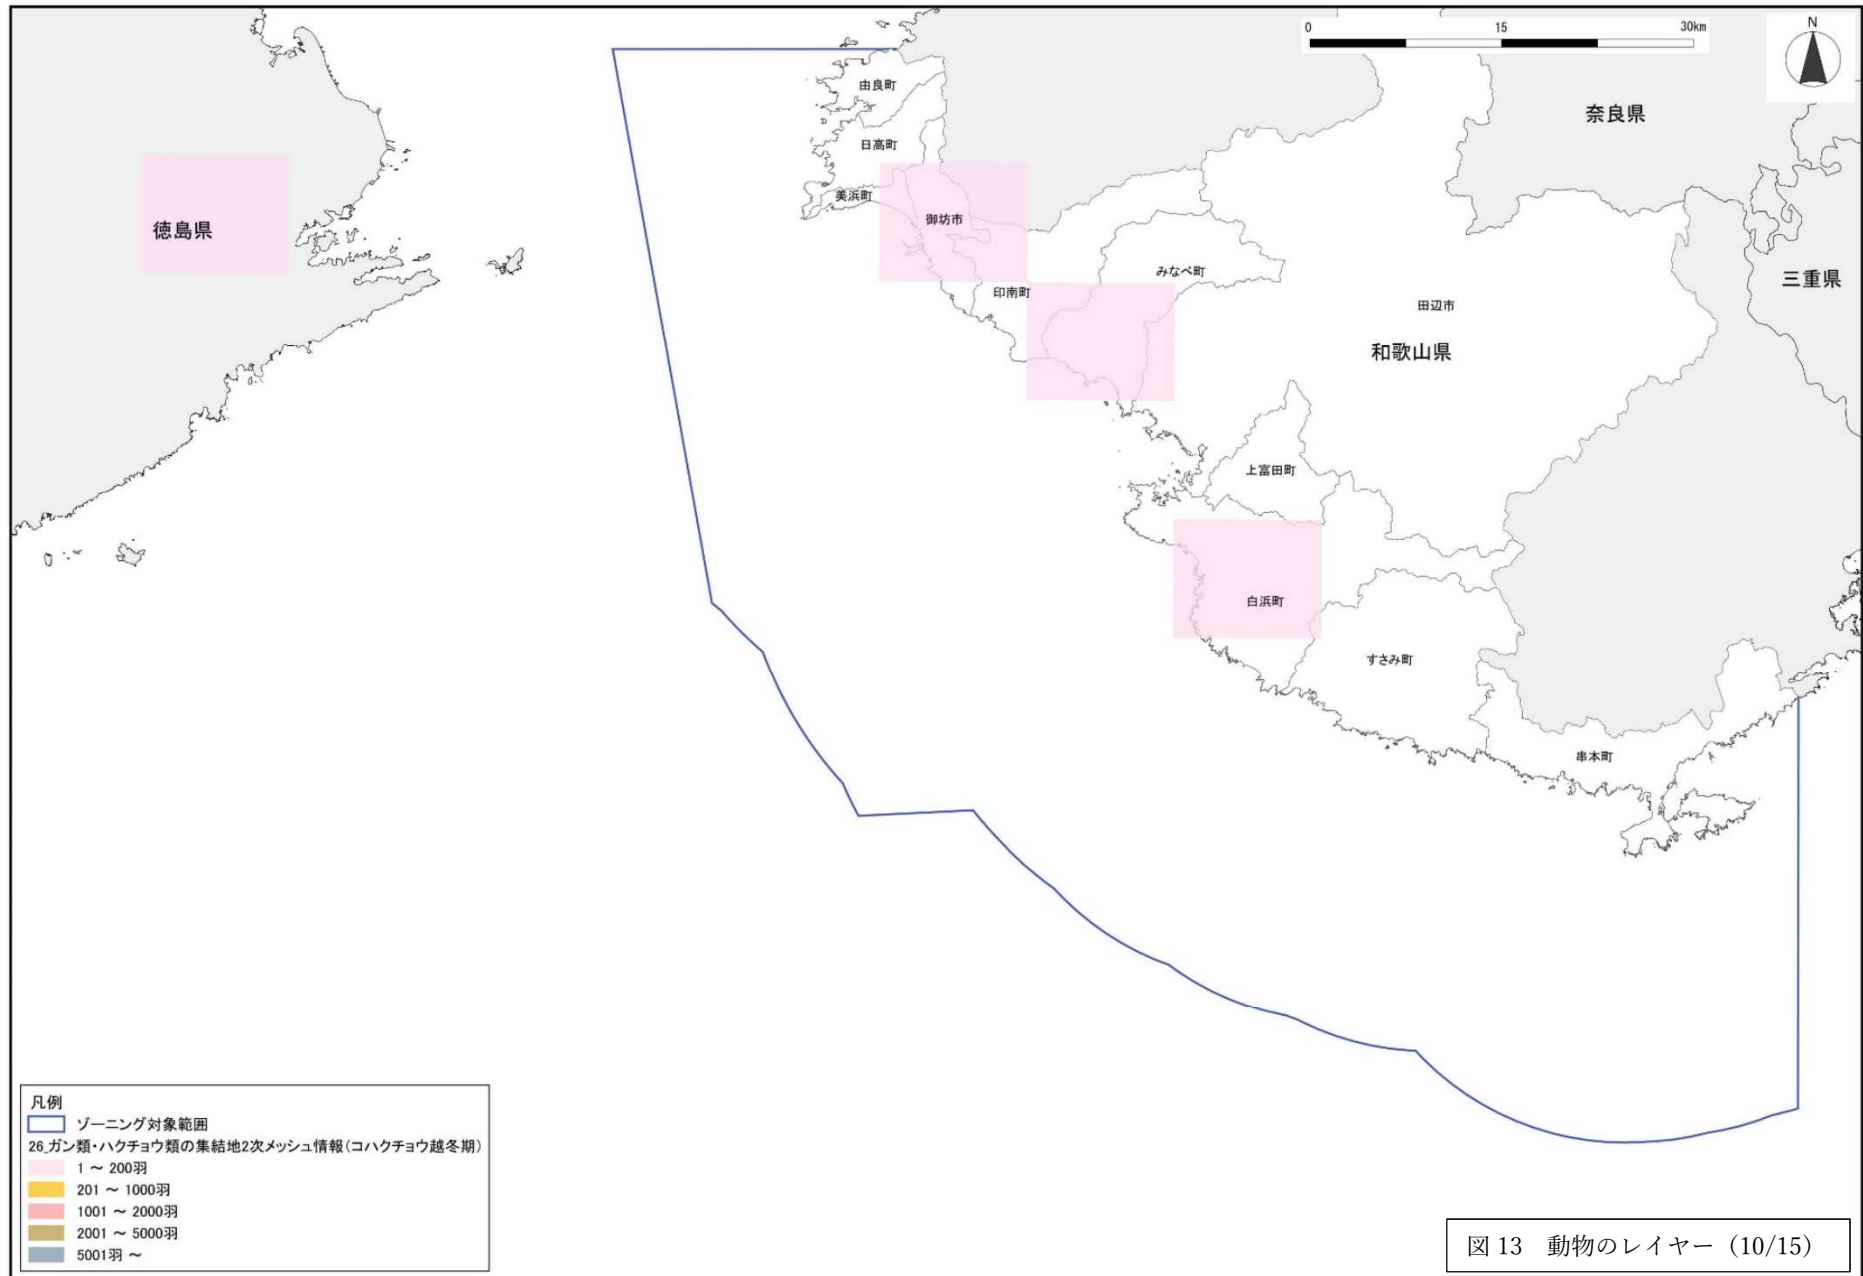 0 15 30km
N
由良町
奈良県
日高町
美浜町
御坊市
徳島県
みなべ町
三重県
印南町
田辺市
和歌山県
上富田町
白浜町
すさみ町
串本町
凡例
ゾーニング対象範囲
26_ガン類・ハクチョウ類の集結地2次メッシュ情報(コハクチョウ越冬期)
1 ～ 200羽
201 ～ 1000羽
1001 ～ 2000羽
2001 ～ 5000羽
5001羽 ～
図 13 動物のレイヤー（10/15）